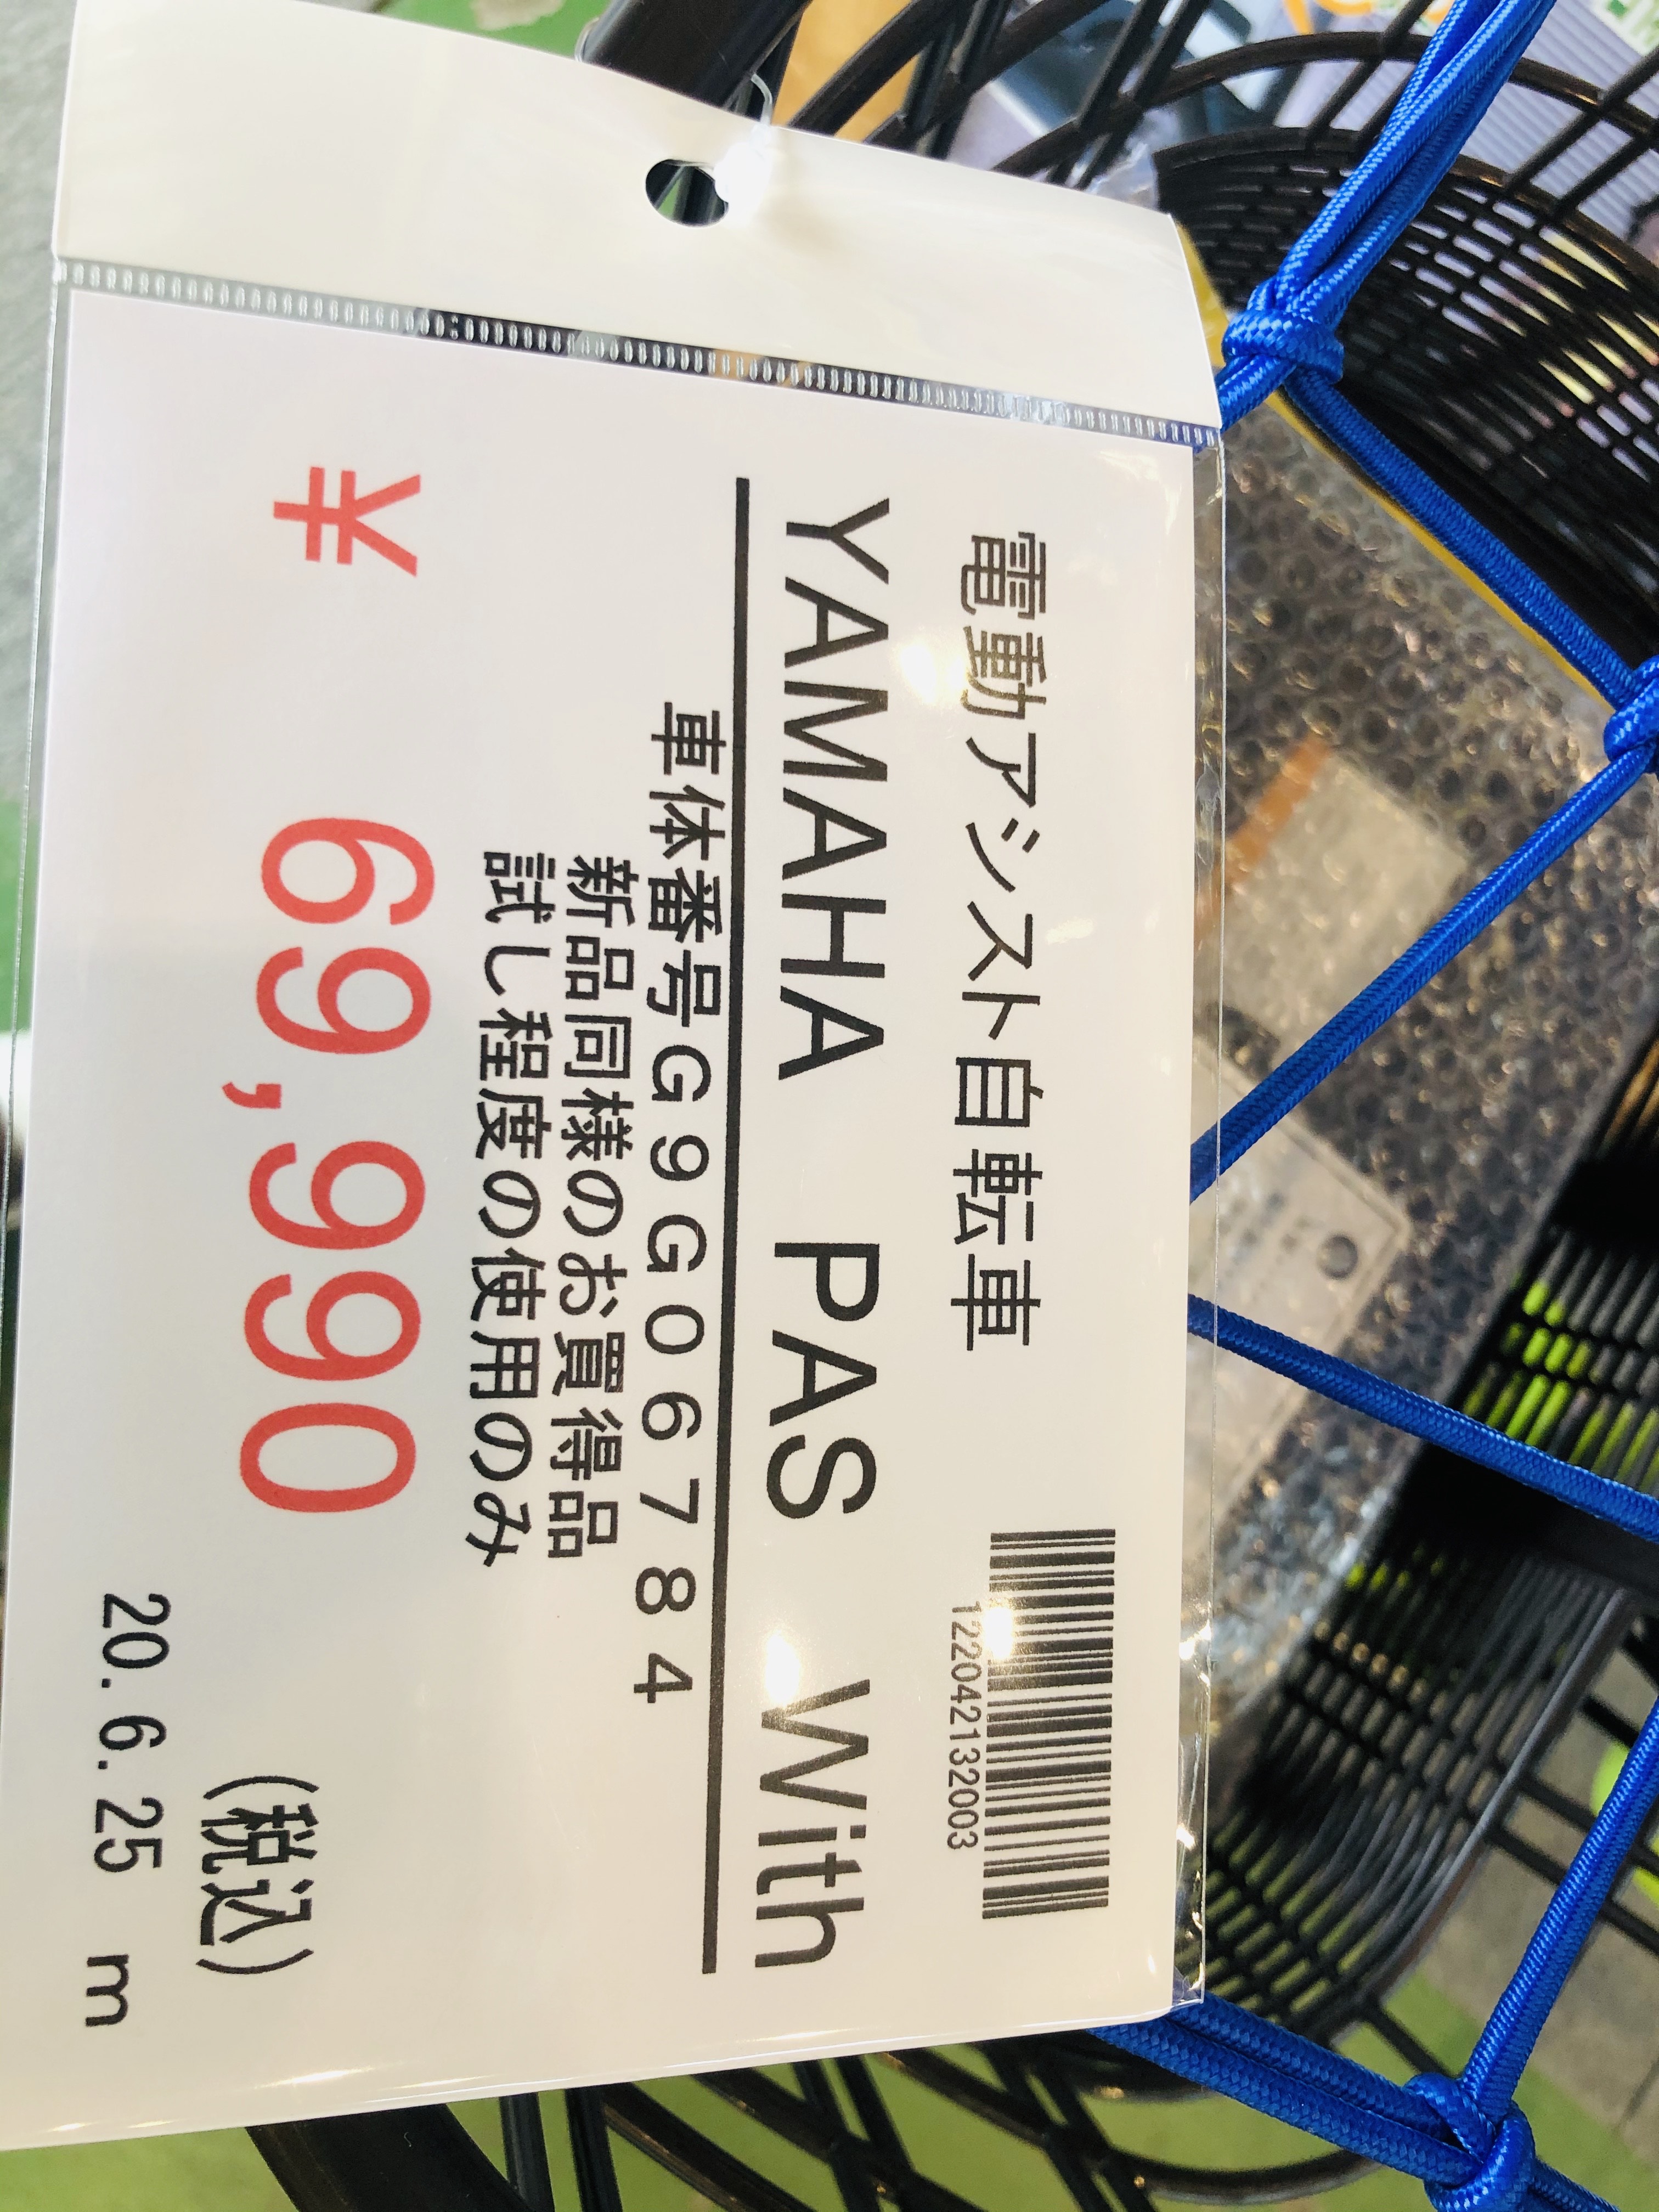 電動アシスト自転車
1220421132003
YAMAHA PAS With
車体番号G9G06784
新品同様のお買得品
試し程度の使用のみ
¥ 69,990
(税込)
20.6.25 m